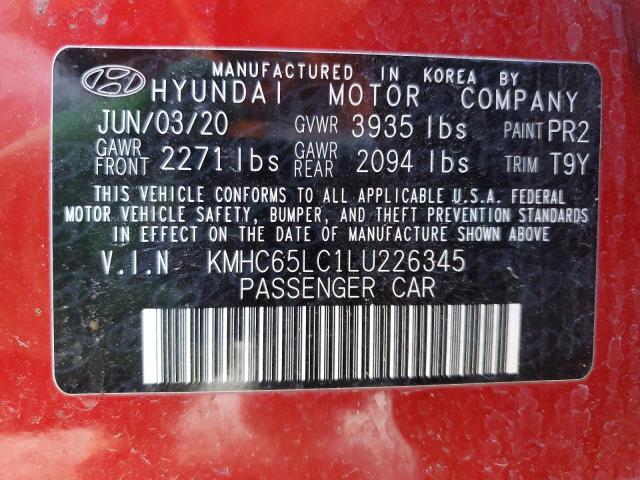 MANUFACTURED IN KOREA BY
HYUNDAI MOTOR COMPANY
JUN/03/20 GVWR 3935 lbs PAINT PR2
GAWR FRONT 2271 lbs GAWR REAR 2094 lbs TRIM T9Y
THIS VEHICLE CONFORMS TO ALL APPLICABLE U.S.A. FEDERAL
MOTOR VEHICLE SAFETY, BUMPER, AND THEFT PREVENTION STANDARDS
IN EFFECT ON THE DATE OF MANUFACTURE SHOWN ABOVE.
V.I.N KMHC65LC1LU226345
PASSENGER CAR